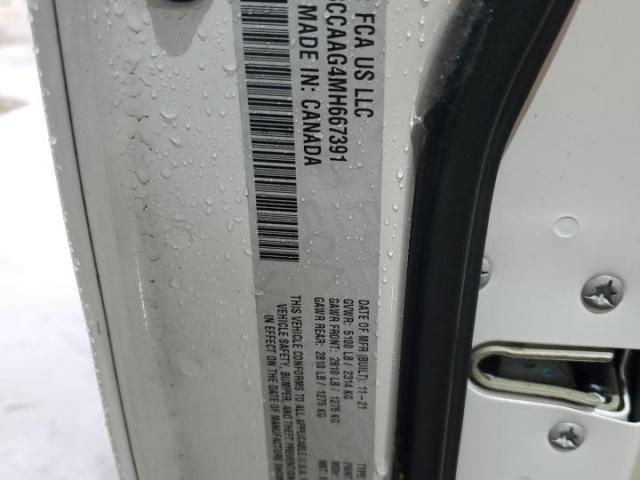 FCA US LLC
MADE IN: CANADA
CCAAG4MH667391
DATE OF MFR (BUILT): 11-21
GVWR: 5100 LB / 2314 KG
GAWR FRONT: 2810 LB / 1275 KG
GAWR REAR: 2810 LB / 1275 KG
THIS VEHICLE CONFORMS TO ALL APPLICABLE U.S.A.
VEHICLE SAFETY, BUMPER, AND THEFT PREVENTION
IN EFFECT ON THE DATE OF MANUFACTURE